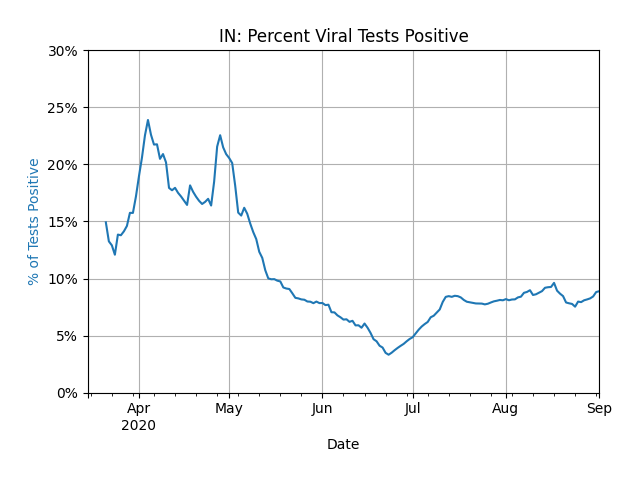 IN: Percent Viral Tests Positive
30%
25%
20%
15%
10%
5%
0%
% of Tests Positive
Apr May Jun Jul Aug Sep
2020
Date